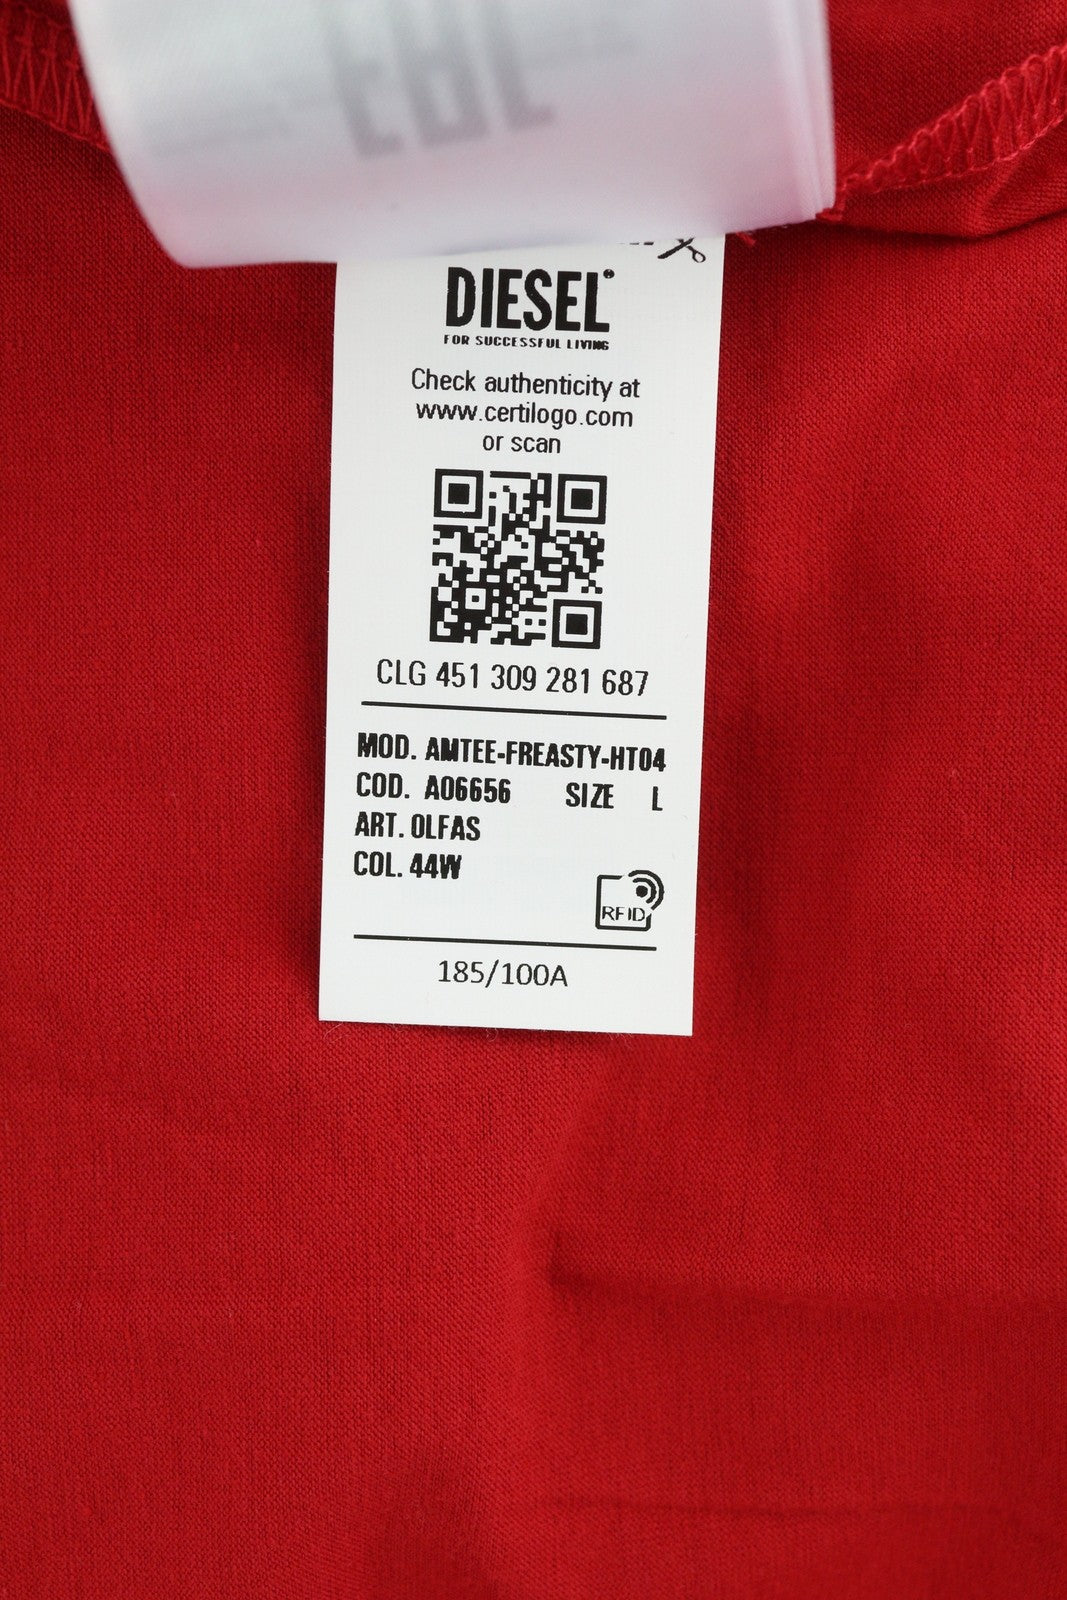 DIESEL
FOR SUCCESSFUL LIVING
Check authenticity at
www.certilogo.com
or scan
CLG 451 309 281 687
MOD. AMTEE-FREASTY-HT04
COD. A06656 SIZE L
ART. OLFAS
COL. 44W
RFID
185/100A